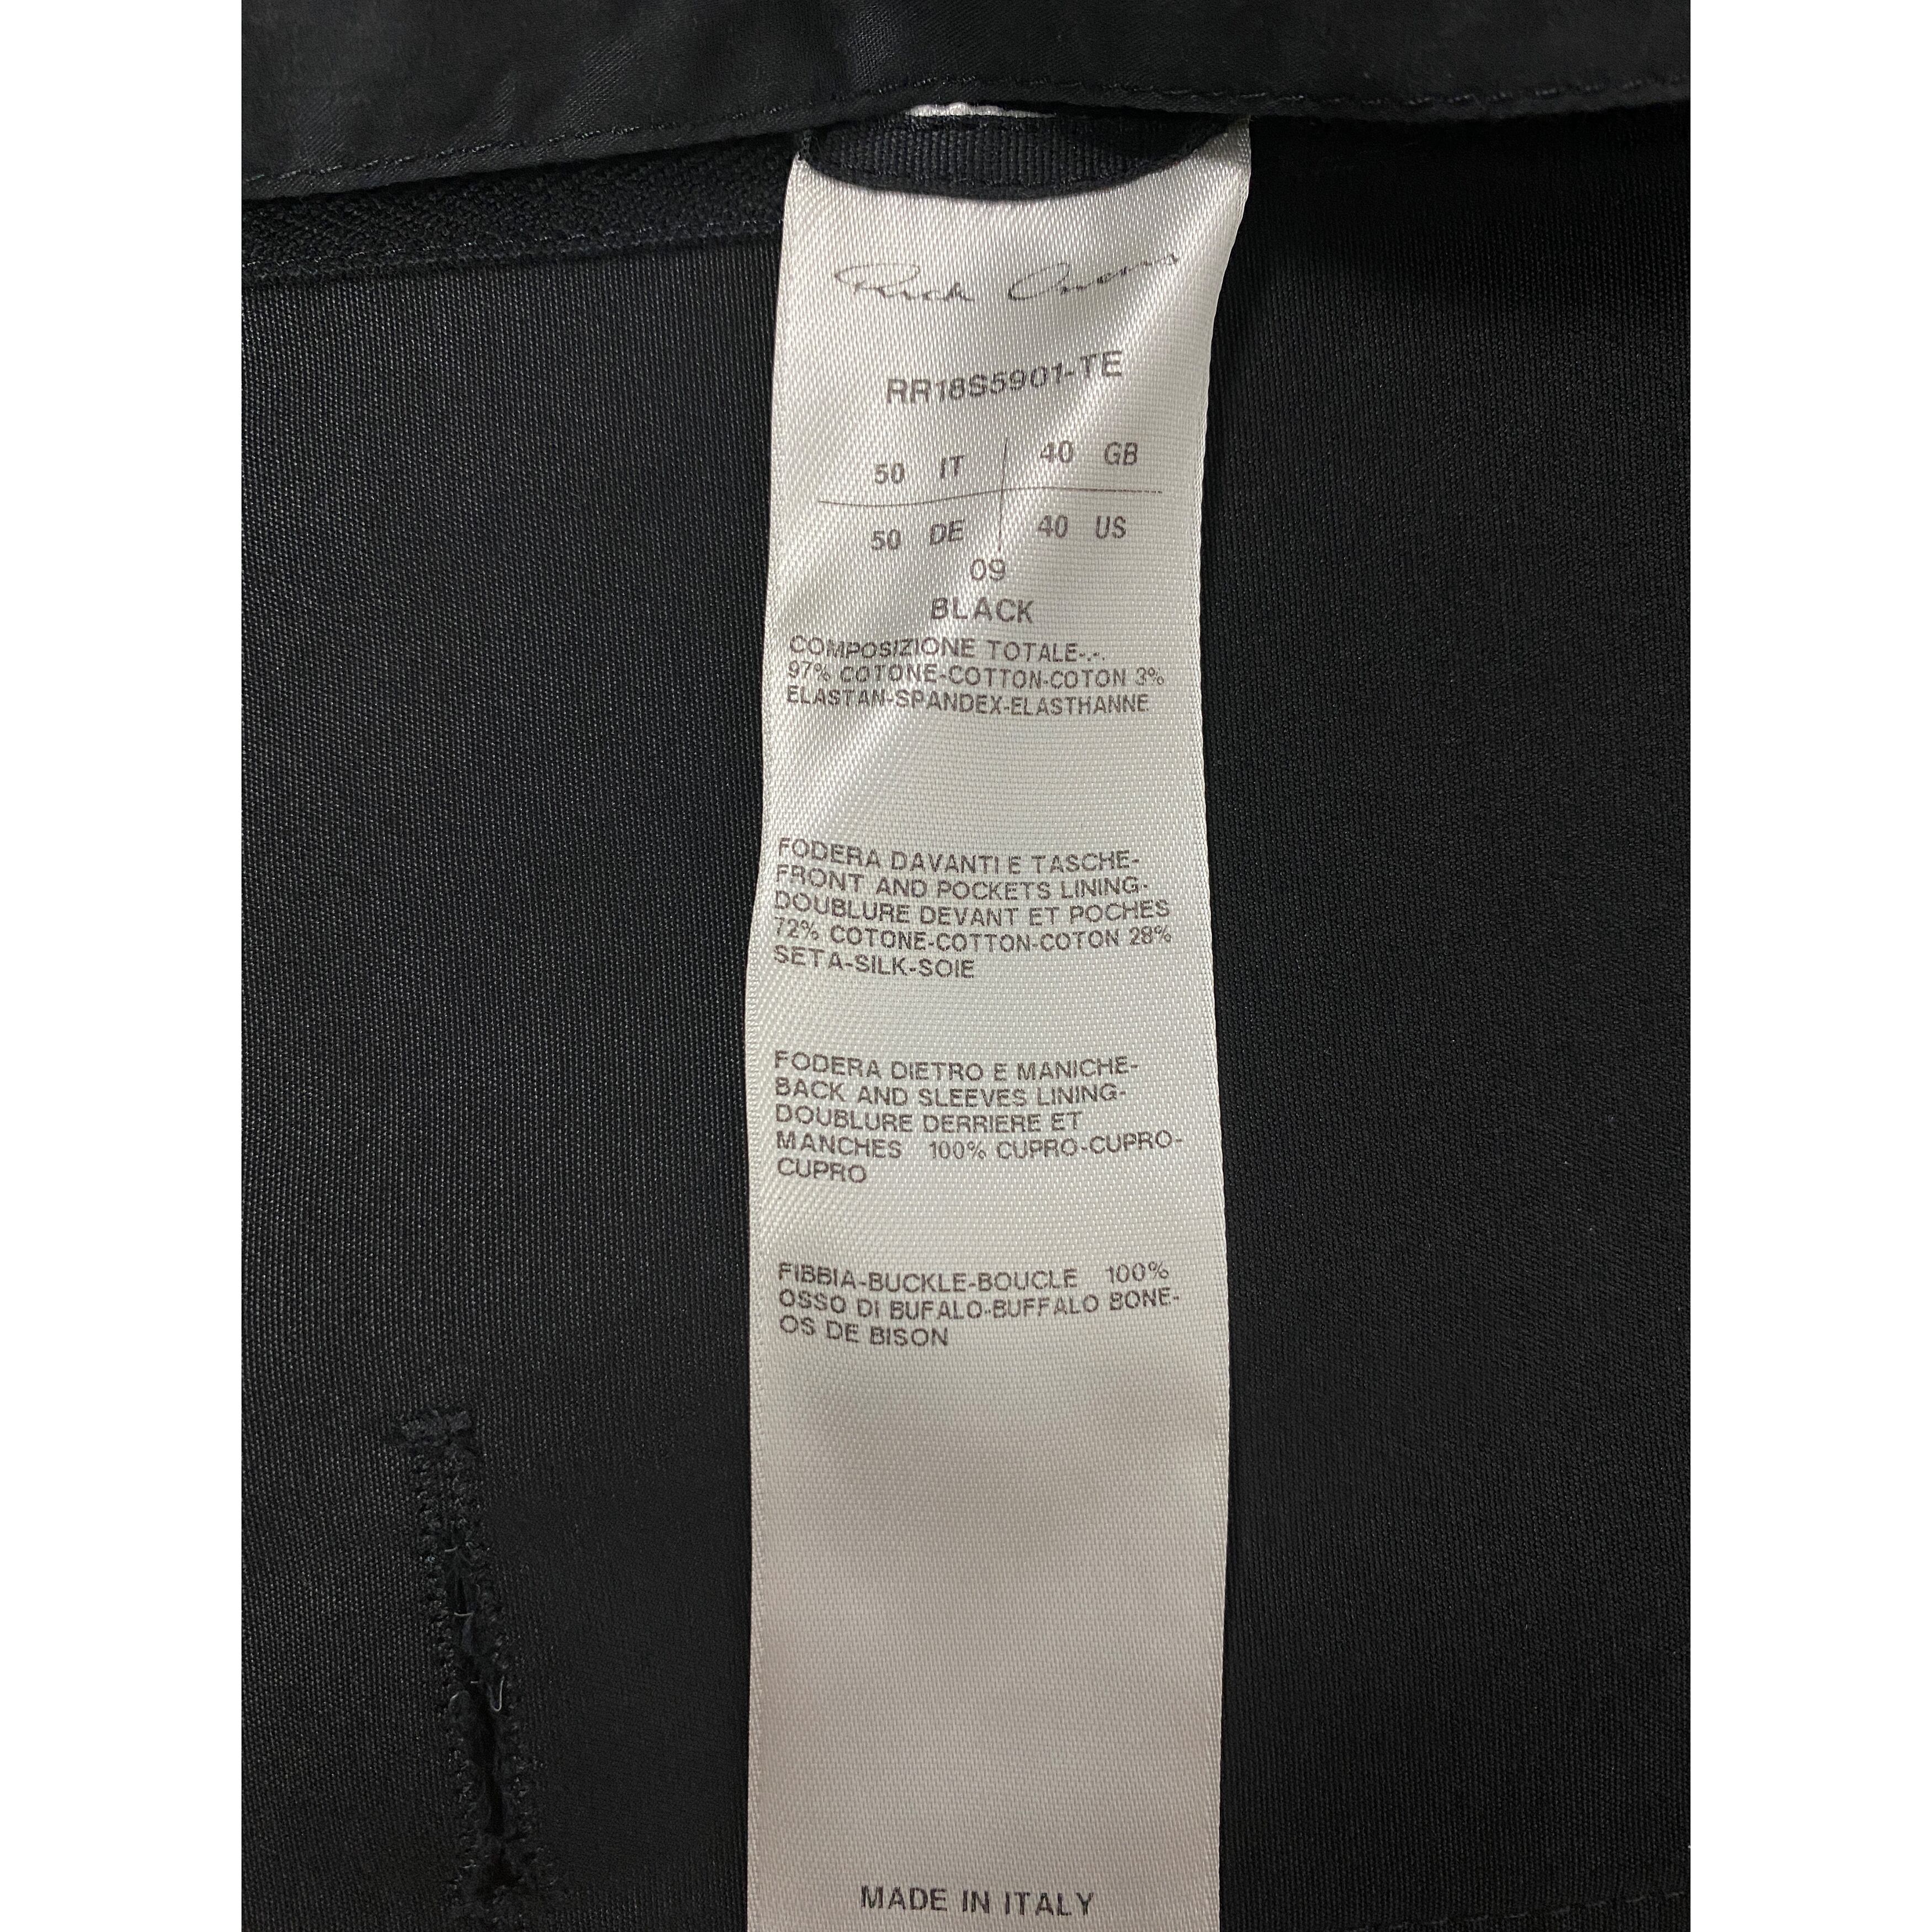 Rick Owens
RR18S5901-TE
50 IT 40 GB
50 DE 40 US
09
BLACK
COMPOSIZIONE TOTALE-.-.
97% COTONE-COTTON-COTON 3%
ELASTAN-SPANDEX-ELASTHANNE
FODERA DAVANTI E TASCHE-
FRONT AND POCKETS LINING-
DOUBLURE DEVANT ET POCHES
72% COTONE-COTTON-COTON 28%
SETA-SILK-SOIE
FODERA DIETRO E MANICHE-
BACK AND SLEEVES LINING-
DOUBLURE DERRIERE ET
MANCHES 100% CUPRO-CUPRO-
CUPRO
FIBBIA-BUCKLE-BOUCLE 100%
OSSO DI BUFALO-BUFFALO BONE-
OS DE BISON
MADE IN ITALY